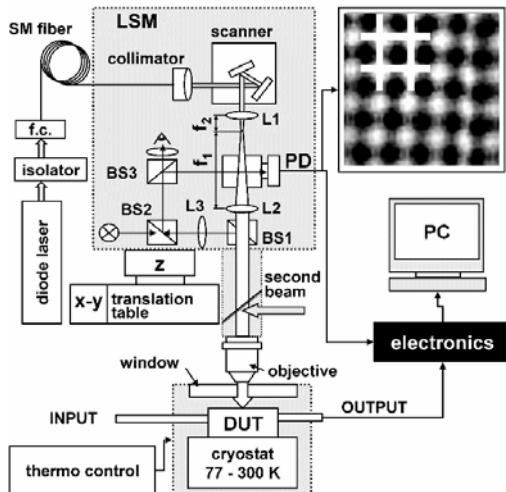 LSM
SM fiber
scanner
collimator
L1
f2
f1
f.c.
isolator
diode laser
PD
BS3
BS2
L3
L2
BS1
z
x-y translation
table
second
beam
PC
electronics
window
objective
INPUT
DUT
OUTPUT
cryostat
77 - 300 K
thermo control